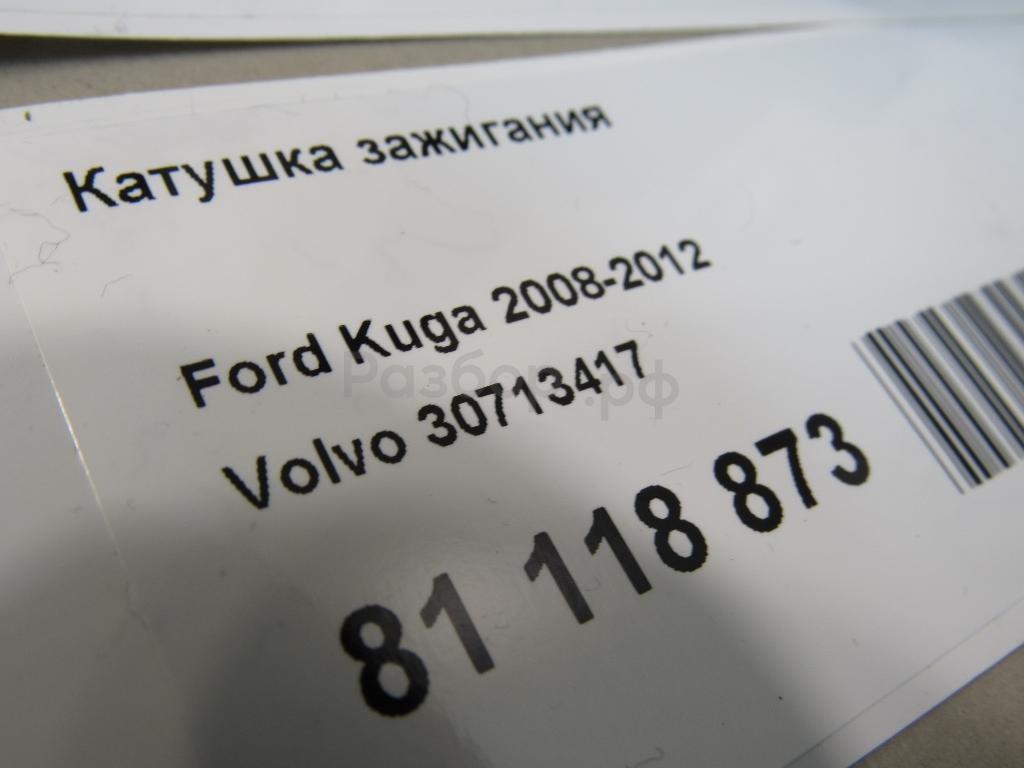 Катушка зажигания
Ford Kuga 2008-2012
Volvo 30713417
81 118 873